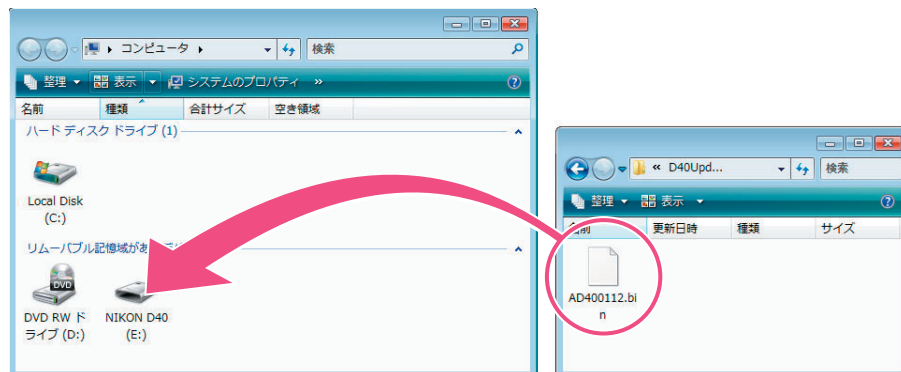 コンピュータ
検索
整理 表示 システムのプロパティ »
名前 種類 合計サイズ 空き領域
ハード ディスク ドライブ (1)
Local Disk
(C:)
リムーバブル記憶域があ
DVD
DVD RW ド
ライブ (D:)
NIKON D40
(E:)
« D40Upd...
検索
整理 表示
名前 更新日時 種類 サイズ
AD400112.bi
n